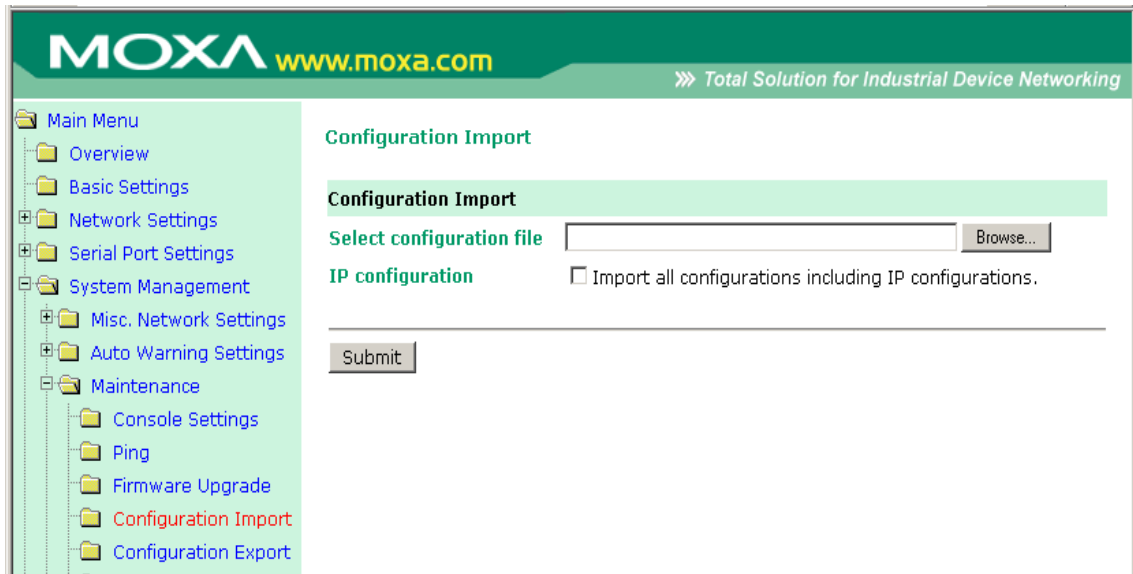 MOXA www.moxa.com
Total Solution for Industrial Device Networking
Main Menu
Overview
Basic Settings
Network Settings
Serial Port Settings
System Management
Misc. Network Settings
Auto Warning Settings
Maintenance
Console Settings
Ping
Firmware Upgrade
Configuration Import
Configuration Export
Configuration Import
Configuration Import
Select configuration file Browse...
IP configuration Import all configurations including IP configurations.
Submit